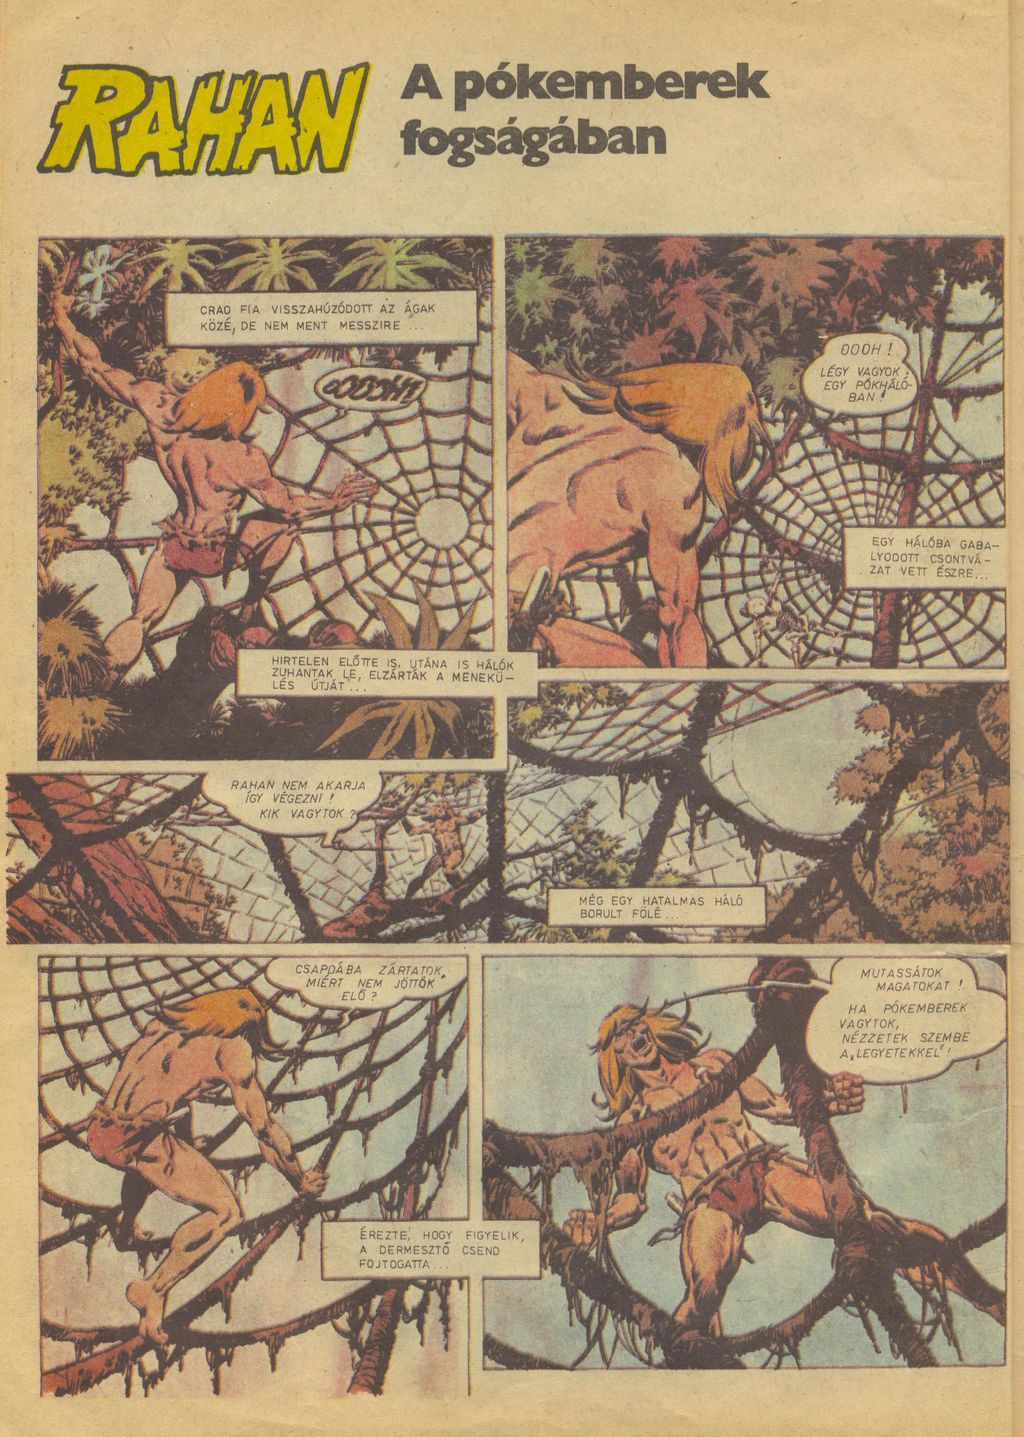 RAHAN
A pókemberek
fogságában
CRAO FIA VISSZAHÚZÓDOTT AZ ÁGAK
KÖZÉ, DE NEM MENT MESSZIRE ...
OOOOH!
HIRTELEN ELŐTTE IS, UTÁNA IS HÁLÓK
ZUHANTAK LE, ELZÁRTÁK A MENEKÜ-
LÉS ÚTJÁT ...
OOOH !
LÉGY VAGYOK
EGY PÓKHÁLÓ-
BAN !
EGY HÁLÓBA GABA-
LYODOTT CSONTVÁ-
ZAT VETT ÉSZRE...
RAHAN NEM AKARJA
ÍGY VÉGEZNI !
KIK VAGYTOK ?
MÉG EGY HATALMAS HÁLÓ
BORULT FÖLÉ ...
CSAPDÁBA ZÁRTATOK,
MIÉRT NEM JÖTTÖK
ELŐ ?
ÉREZTE, HOGY FIGYELIK,
A DERMESZTŐ CSEND
FOJTOGATTA ...
MUTASSÁTOK
MAGATOKAT !
HA PÓKEMBEREK
VAGYTOK,
NÉZZETEK SZEMBE
A „LEGYETEKKEL" !